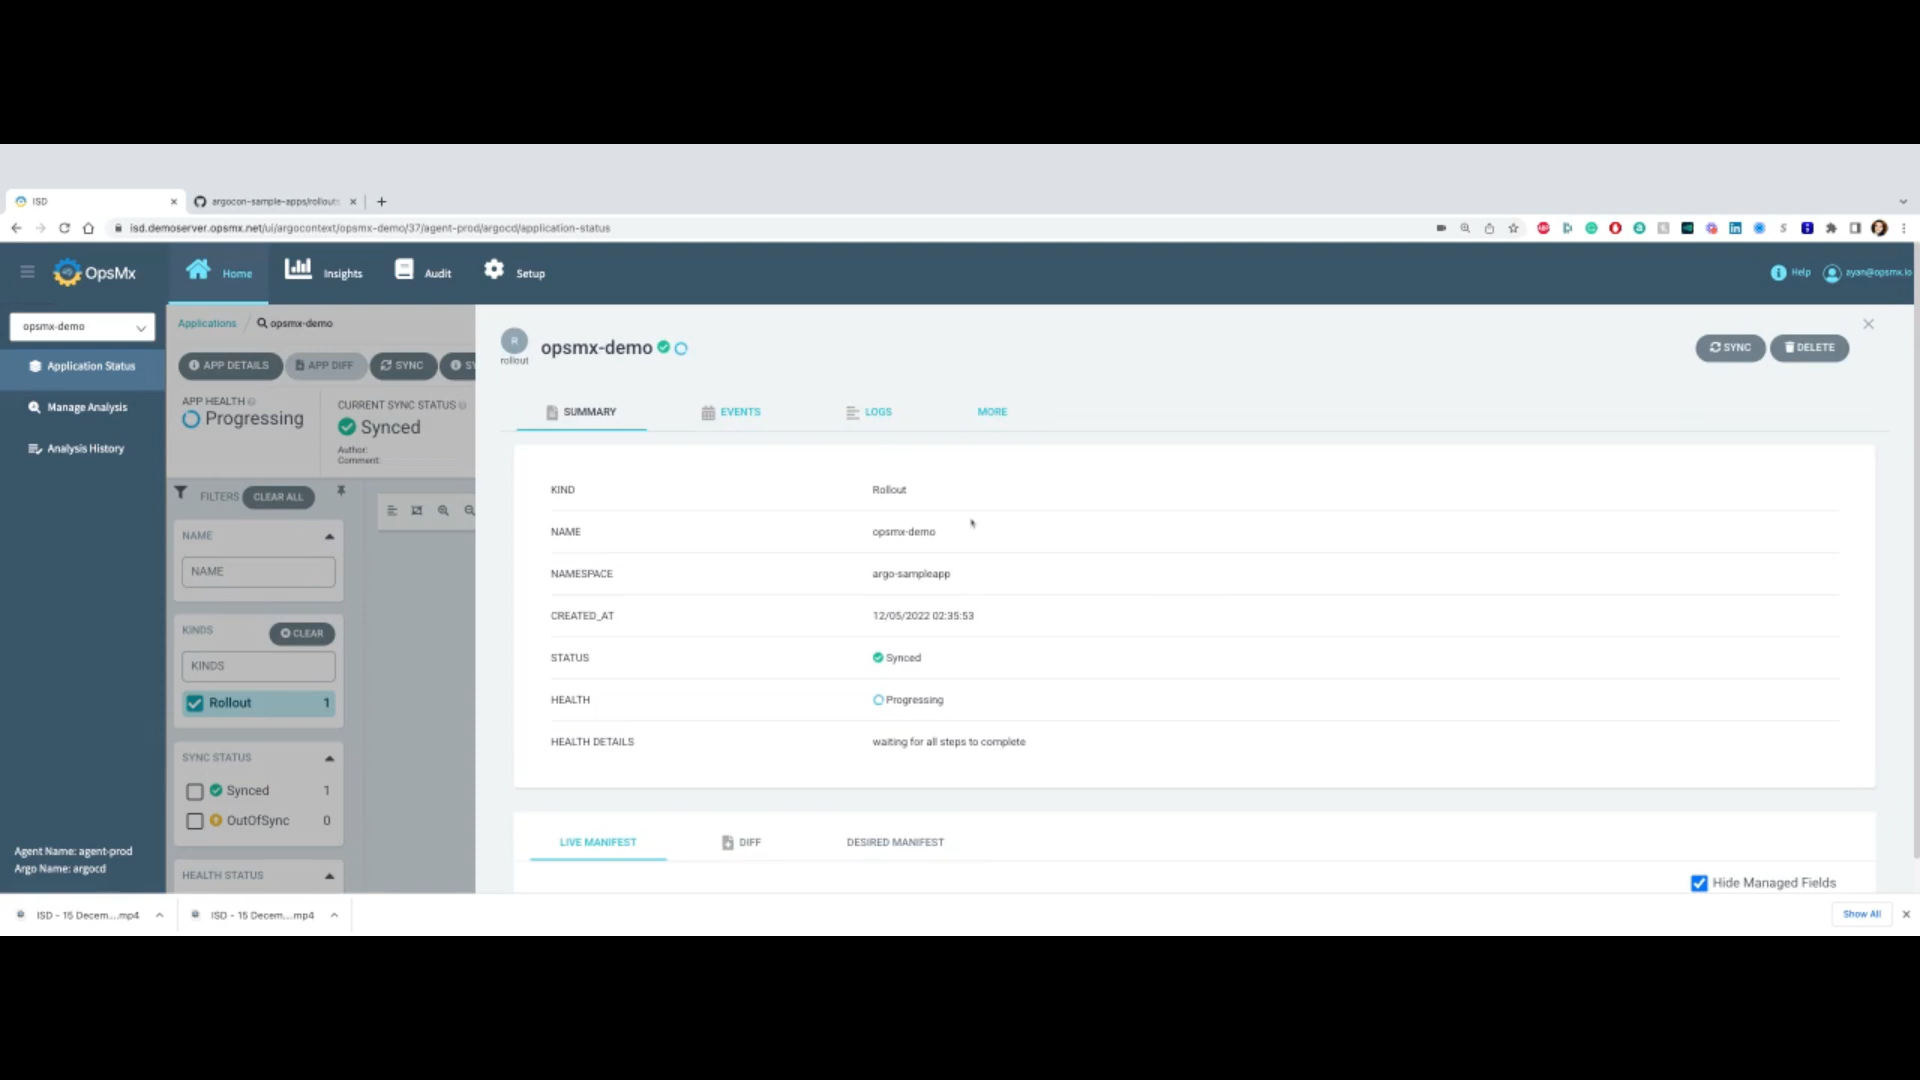 ISD
argocon-sample-apps/rollouts
isd.demoserver.opsmx.net/ui/argocontext/opsmx-demo/37/agent-prod/argocd/application-status
OpsMx
Home
Insights
Audit
Setup
Help
ayan@opsmx.io
opsmx-demo
Application Status
Manage Analysis
Analysis History
Agent Name: agent-prod
Argo Name: argocd
Applications / opsmx-demo
APP DETAILS
APP DIFF
SYNC
SY
APP HEALTH
Progressing
CURRENT SYNC STATUS
Synced
Author:
Comment:
FILTERS
CLEAR ALL
NAME
NAME
KINDS
CLEAR
KINDS
Rollout 1
SYNC STATUS
Synced 1
OutOfSync 0
HEALTH STATUS
R
rollout
opsmx-demo
SYNC
DELETE
SUMMARY
EVENTS
LOGS
MORE
KIND Rollout
NAME opsmx-demo
NAMESPACE argo-sampleapp
CREATED_AT 12/05/2022 02:35:53
STATUS Synced
HEALTH Progressing
HEALTH DETAILS waiting for all steps to complete
LIVE MANIFEST
DIFF
DESIRED MANIFEST
Hide Managed Fields
ISD - 15 Decem....mp4
ISD - 15 Decem....mp4
Show All